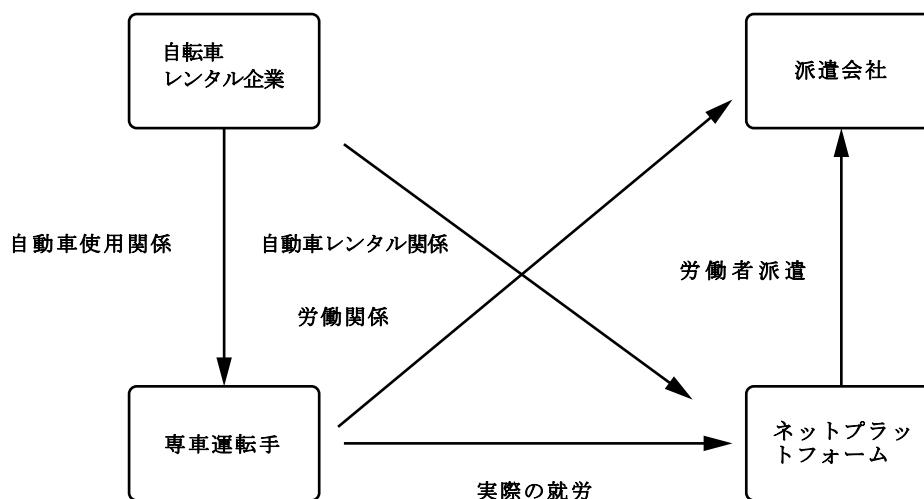 自転車
レンタル企業
派遣会社
自動車使用関係
自動車レンタル関係
労働者派遣
労働関係
専車運転手
ネットプラッ
トフォーム
実際の就労